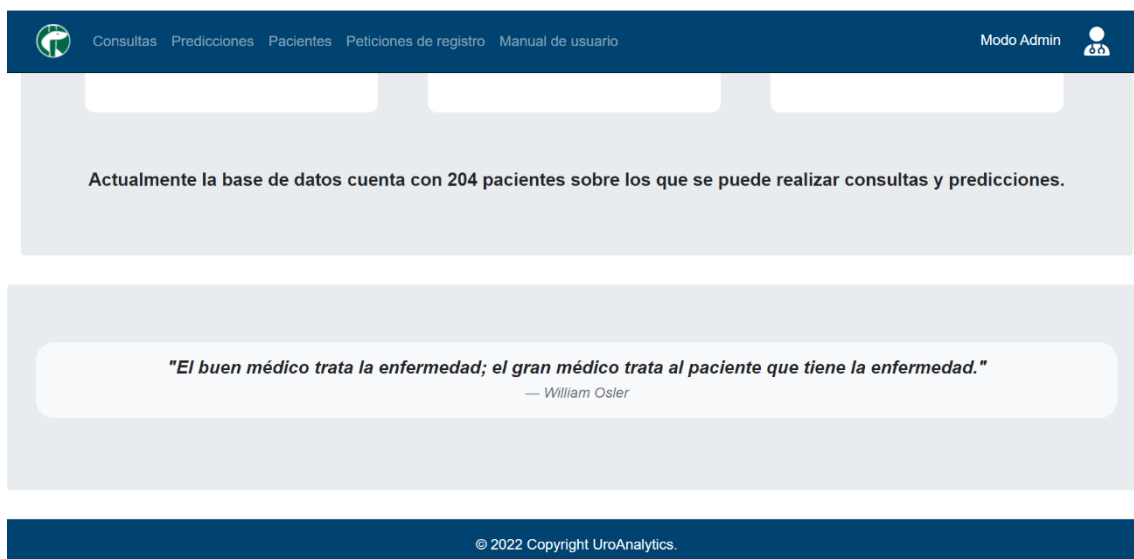 Consultas Predicciones Pacientes Peticiones de registro Manual de usuario Modo Admin
Actualmente la base de datos cuenta con 204 pacientes sobre los que se puede realizar consultas y predicciones.
"El buen médico trata la enfermedad; el gran médico trata al paciente que tiene la enfermedad."
— William Osler
© 2022 Copyright UroAnalytics.